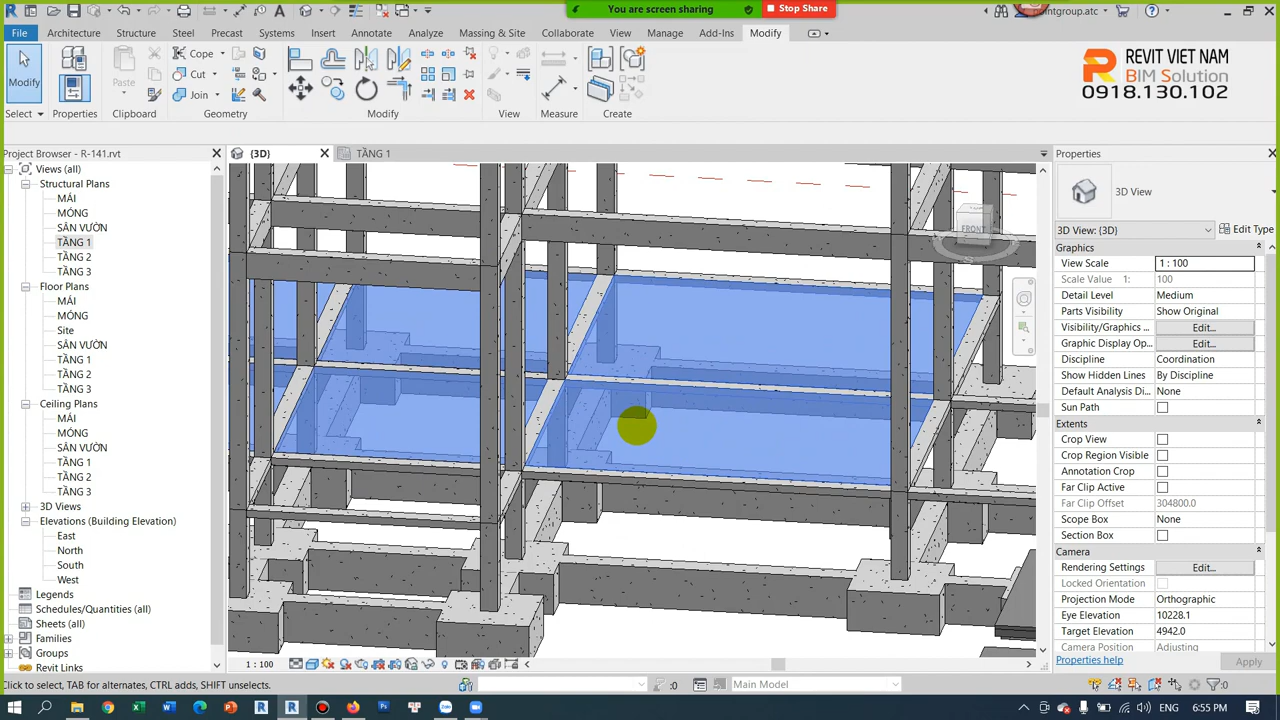 You are screen sharing
Stop Share
File Architecture Structure Steel Precast Systems Insert Annotate Analyze Massing & Site Collaborate View Manage Add-Ins Modify
REVIT VIET NAM
BIM Solution
0918.130.102
Modify
Cope
Cut
Join
Paste
Select Properties Clipboard Geometry Modify View Measure Create
Project Browser - R-141.rvt
{3D}
TẦNG 1
Properties
Views (all)
Structural Plans
MÁI
MÓNG
SÂN VƯỜN
TẦNG 1
TẦNG 2
TẦNG 3
Floor Plans
MÁI
MÓNG
Site
SÂN VƯỜN
TẦNG 1
TẦNG 2
TẦNG 3
Ceiling Plans
MÁI
MÓNG
SÂN VƯỜN
TẦNG 1
TẦNG 2
TẦNG 3
3D Views
Elevations (Building Elevation)
East
North
South
West
Legends
Schedules/Quantities (all)
Sheets (all)
Families
Groups
Revit Links
FRONT
3D View
3D View: {3D}
Edit Type
Graphics
View Scale 1 : 100
Scale Value 1: 100
Detail Level Medium
Parts Visibility Show Original
Visibility/Graphics ... Edit...
Graphic Display Op... Edit...
Discipline Coordination
Show Hidden Lines By Discipline
Default Analysis Di... None
Sun Path
Extents
Crop View
Crop Region Visible
Annotation Crop
Far Clip Active
Far Clip Offset 304800.0
Scope Box None
Section Box
Camera
Rendering Settings Edit...
Locked Orientation
Projection Mode Orthographic
Eye Elevation 10228.1
Target Elevation 4942.0
Camera Position Adjusting
Properties help
Apply
1 : 100
Click to select, TAB for alternates, CTRL adds, SHIFT unselects.
:0
Main Model
:0
ENG
6:55 PM